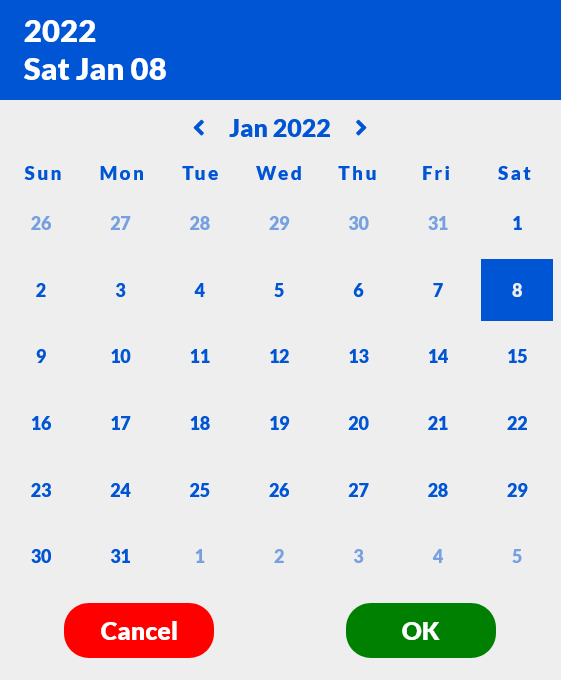 2022
Sat Jan 08
Jan 2022
Sun Mon Tue Wed Thu Fri Sat
26 27 28 29 30 31 1
2 3 4 5 6 7 8
9 10 11 12 13 14 15
16 17 18 19 20 21 22
23 24 25 26 27 28 29
30 31 1 2 3 4 5
Cancel OK